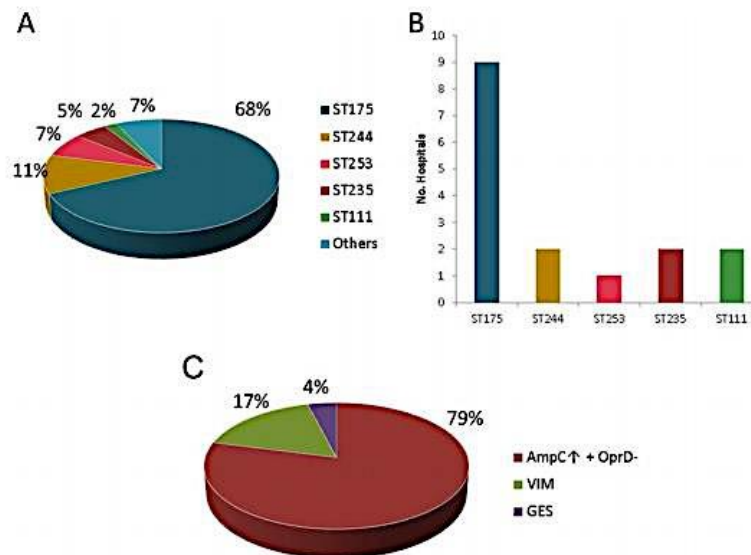 A
68%
11%
7%
5%
2%
7%
ST175
ST244
ST253
ST235
ST111
Others
B
No. Hospitals
10
9
8
7
6
5
4
3
2
1
0
ST175 ST244 ST253 ST235 ST111
C
79%
17%
4%
AmpC↑ + OprD-
VIM
GES